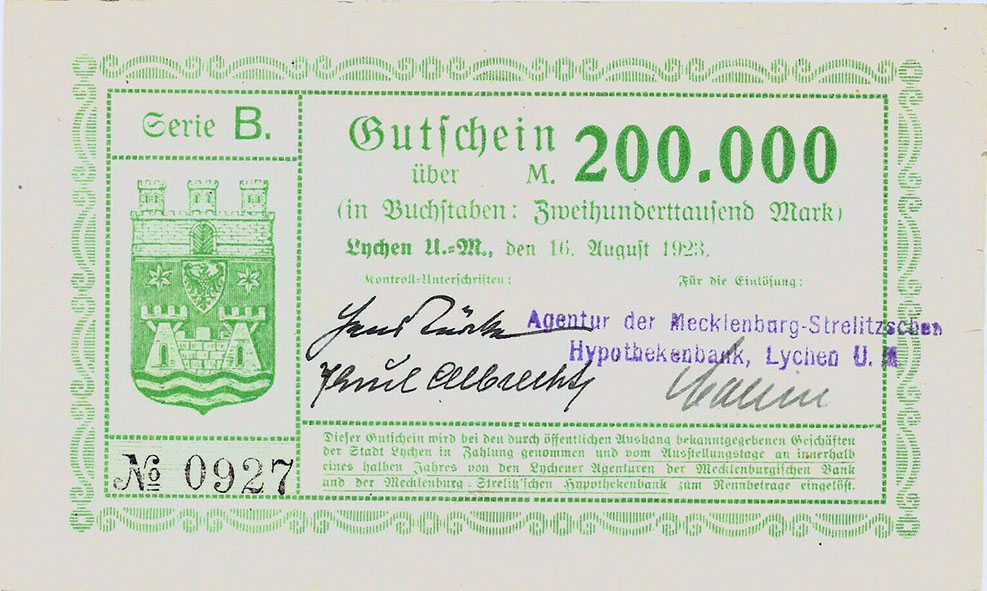 Serie B.
Gutschein
über M. 200.000
(in Buchstaben: Zweihunderttausend Mark)
Lychen U.=M., den 16. August 1923.
Kontroll-Unterschriften:
Für die Einlösung:
Agentur der Mecklenburg-Strelitzschen
Hypothekenbank, Lychen U. M
Paul Albrecht
Dieser Gutschein wird bei den durch öffentlichen Aushang bekanntgegebenen Geschäften
der Stadt Lychen in Zahlung genommen und vom Ausstellungstage an innerhalb
eines halben Jahres von den Lychener Agenturen der Mecklenburgischen Bank
und der Mecklenburg-Strelitz'schen Hypothekenbank zum Nennbetrage eingelöst.
№ 0927